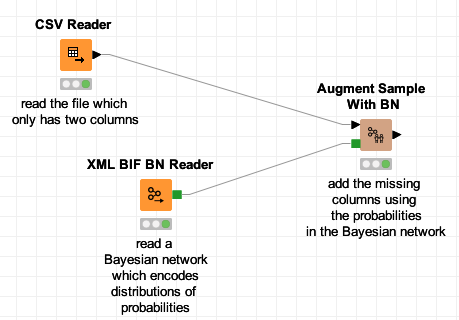 CSV Reader
read the file which
only has two columns
Augment Sample
With BN
add the missing
columns using
the probabilities
in the Bayesian network
XML BIF BN Reader
read a
Bayesian network
which encodes
distributions of
probabilities